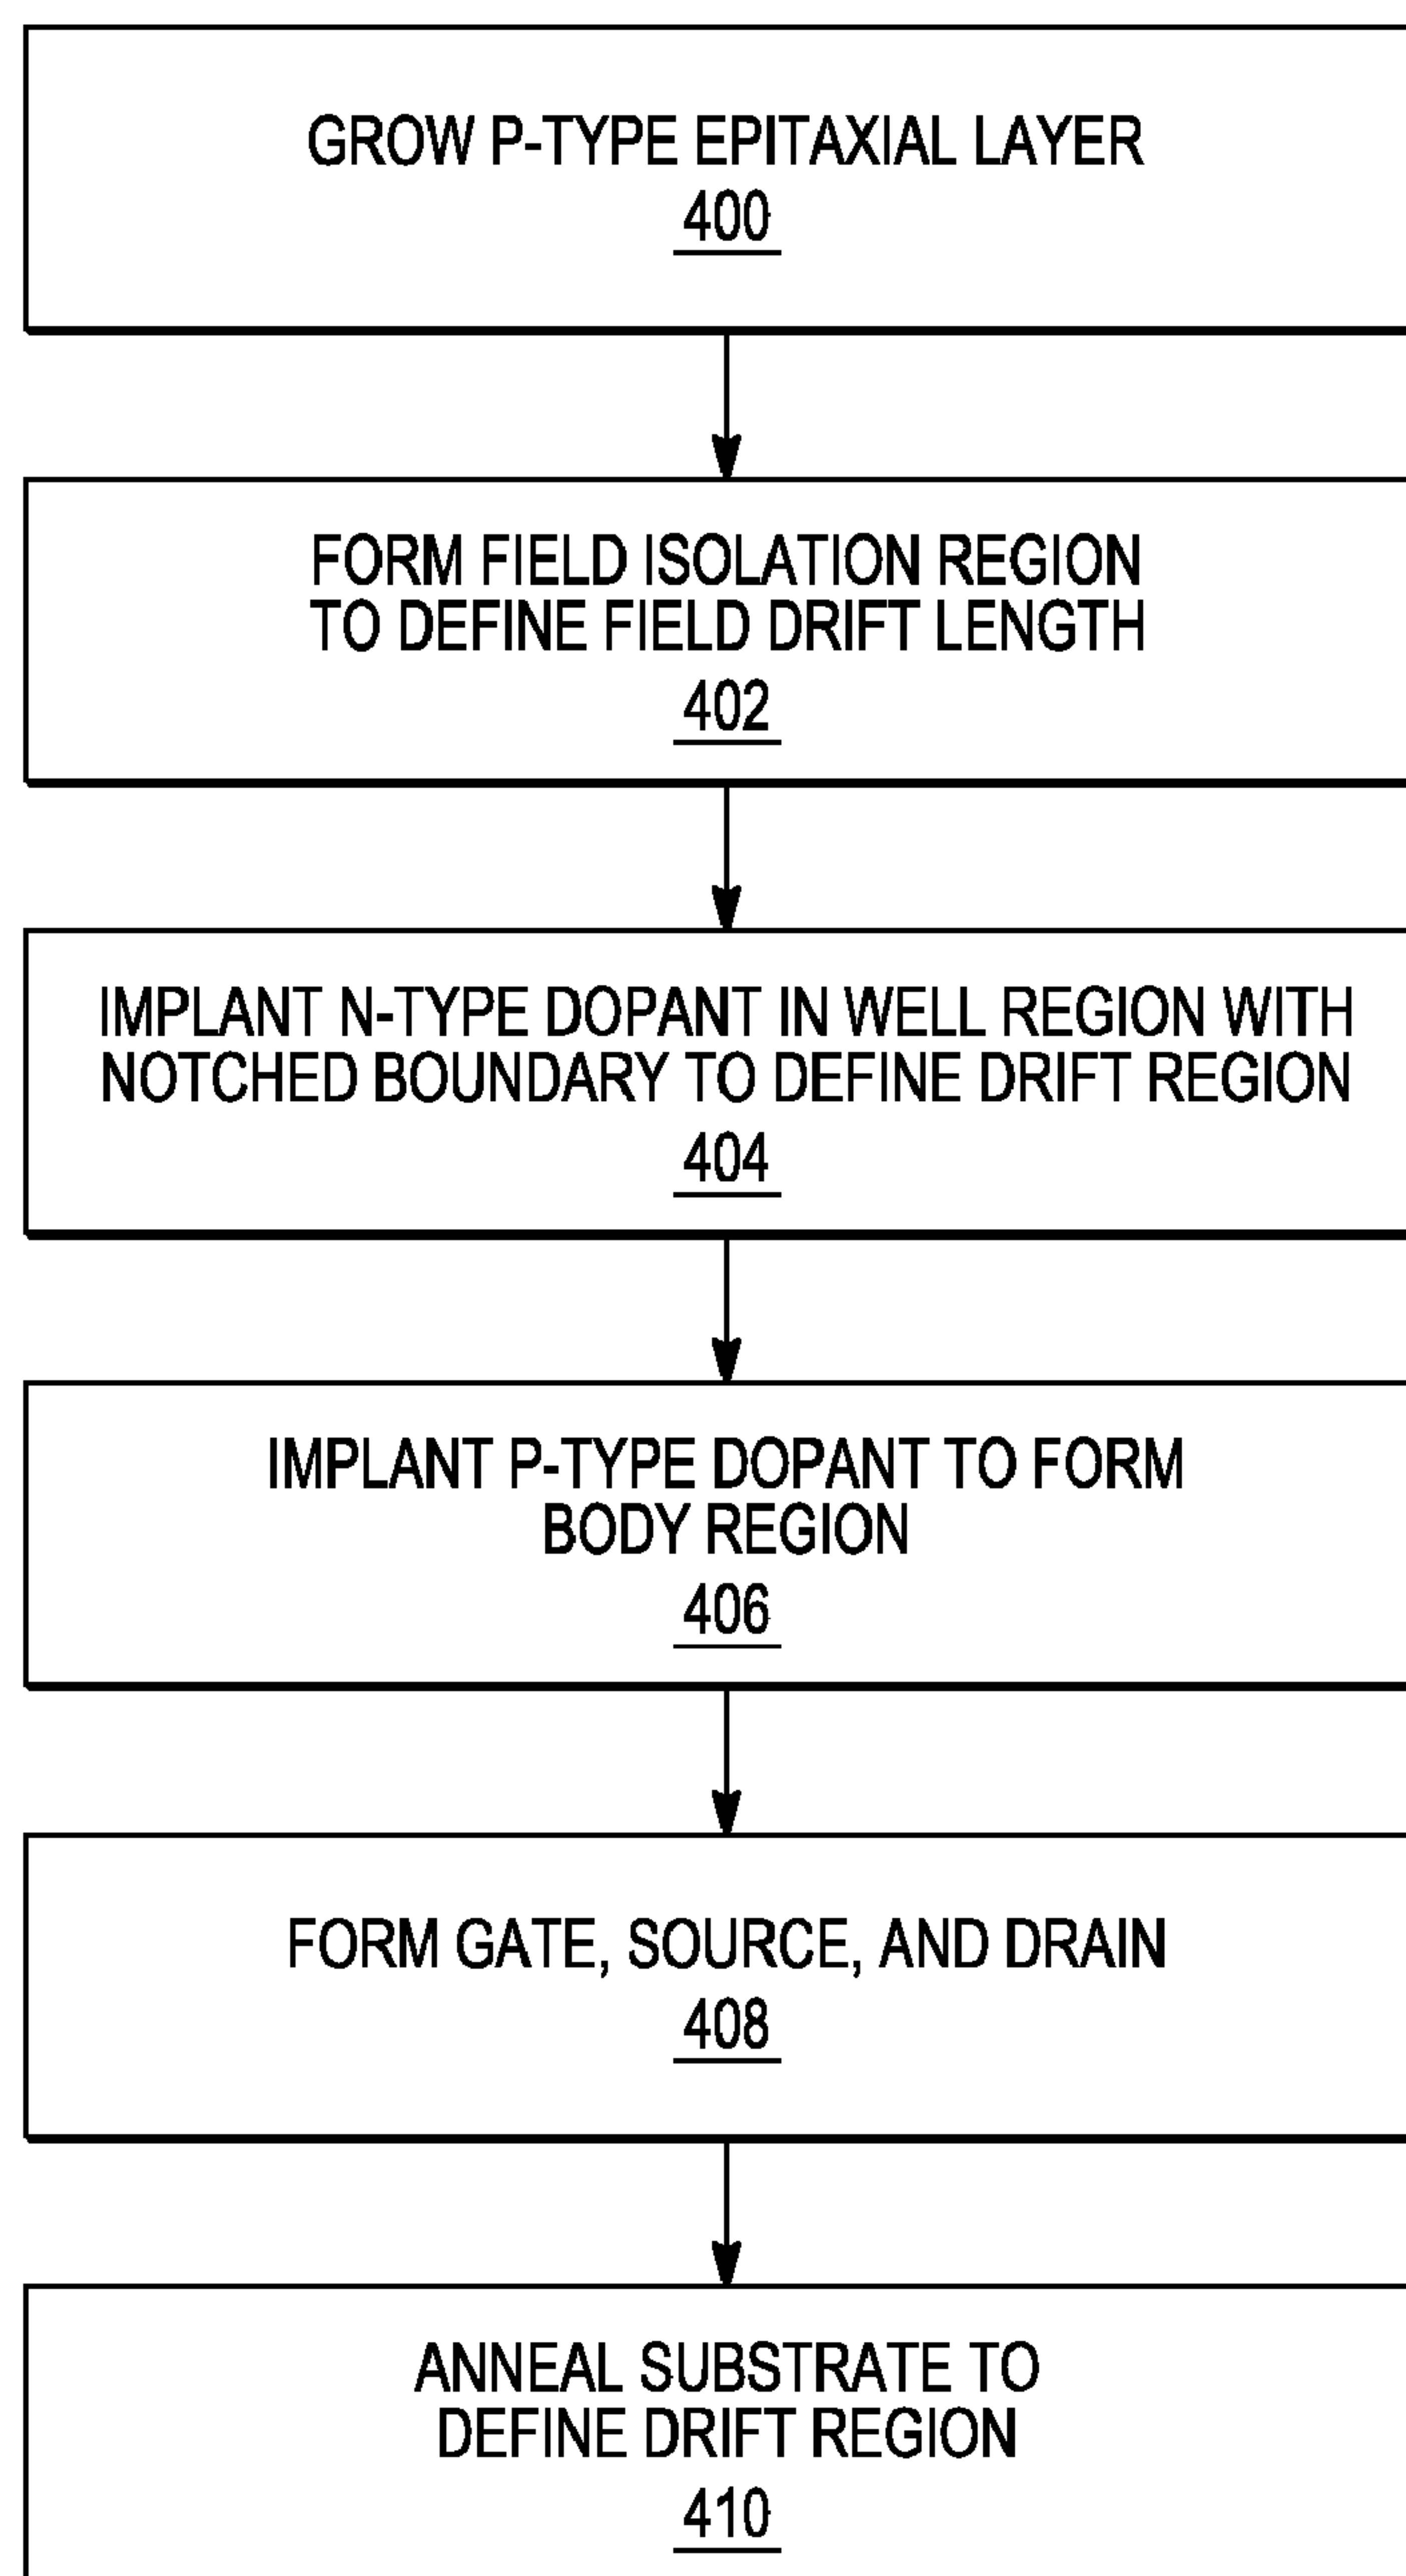 GROW P-TYPE EPITAXIAL LAYER
400
FORM FIELD ISOLATION REGION
TO DEFINE FIELD DRIFT LENGTH
402
IMPLANT N-TYPE DOPANT IN WELL REGION WITH
NOTCHED BOUNDARY TO DEFINE DRIFT REGION
404
IMPLANT P-TYPE DOPANT TO FORM
BODY REGION
406
FORM GATE, SOURCE, AND DRAIN
408
ANNEAL SUBSTRATE TO
DEFINE DRIFT REGION
410